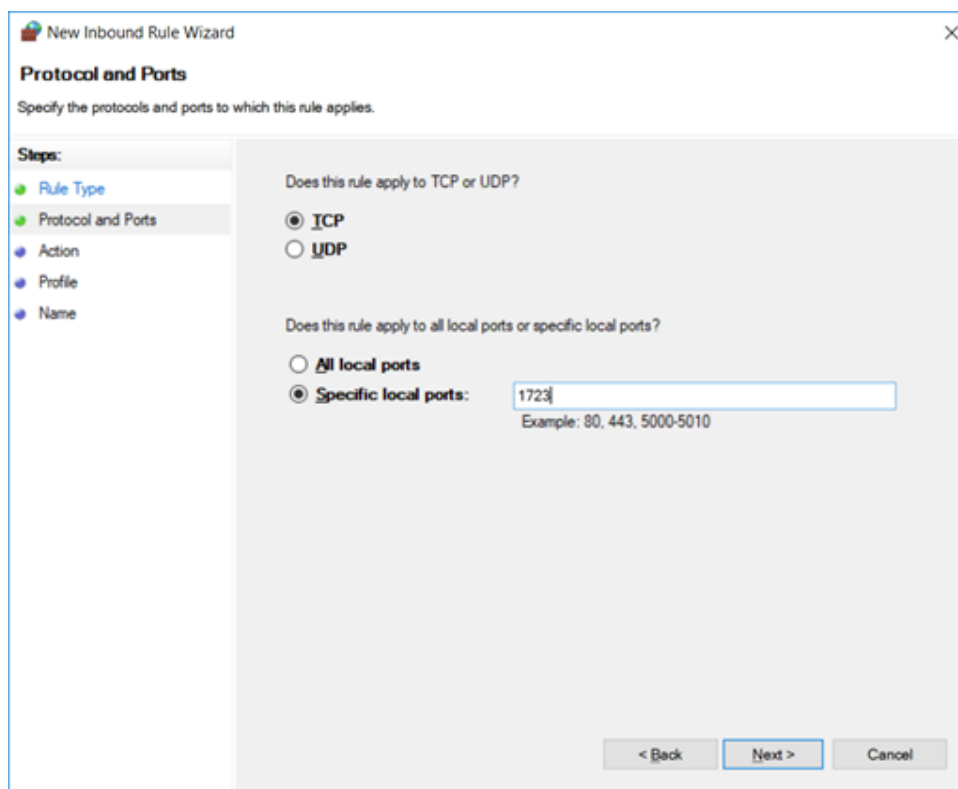 New Inbound Rule Wizard
Protocol and Ports
Specify the protocols and ports to which this rule applies.
Steps:
Rule Type
Protocol and Ports
Action
Profile
Name
Does this rule apply to TCP or UDP?
TCP
UDP
Does this rule apply to all local ports or specific local ports?
All local ports
Specific local ports: 1723
Example: 80, 443, 5000-5010
< Back Next > Cancel